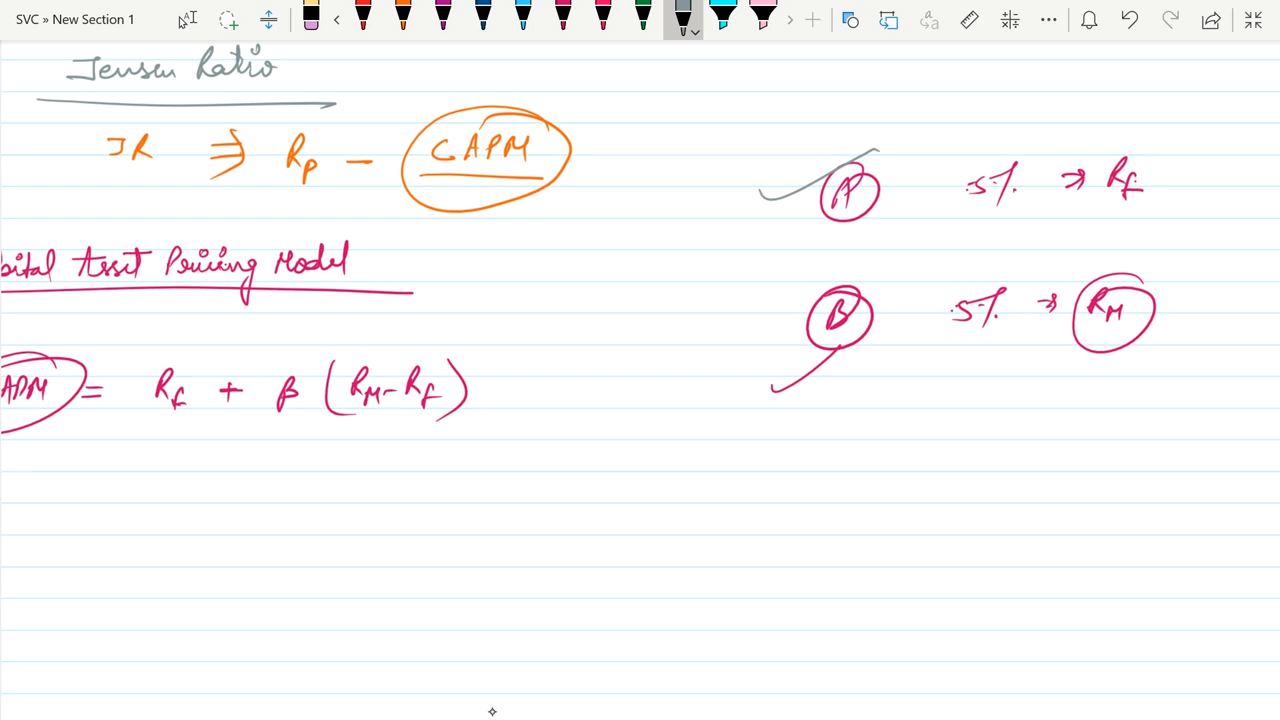 SVC » New Section 1
Jensen Ratio
JR ⇒ Rp - CAPM
pital Asset Pricing Model
APM = Rf + β (RM - Rf)
A 5% → Rf
B 5% → RM